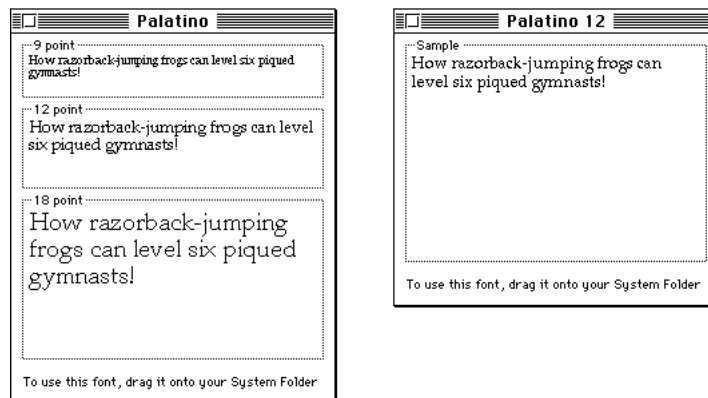 Palatino
9 point
How razorback-jumping frogs can level six piqued
gymnasts!
12 point
How razorback-jumping frogs can level
six piqued gymnasts!
18 point
How razorback-jumping
frogs can level six piqued
gymnasts!
To use this font, drag it onto your System Folder
Palatino 12
Sample
How razorback-jumping frogs can
level six piqued gymnasts!
To use this font, drag it onto your System Folder